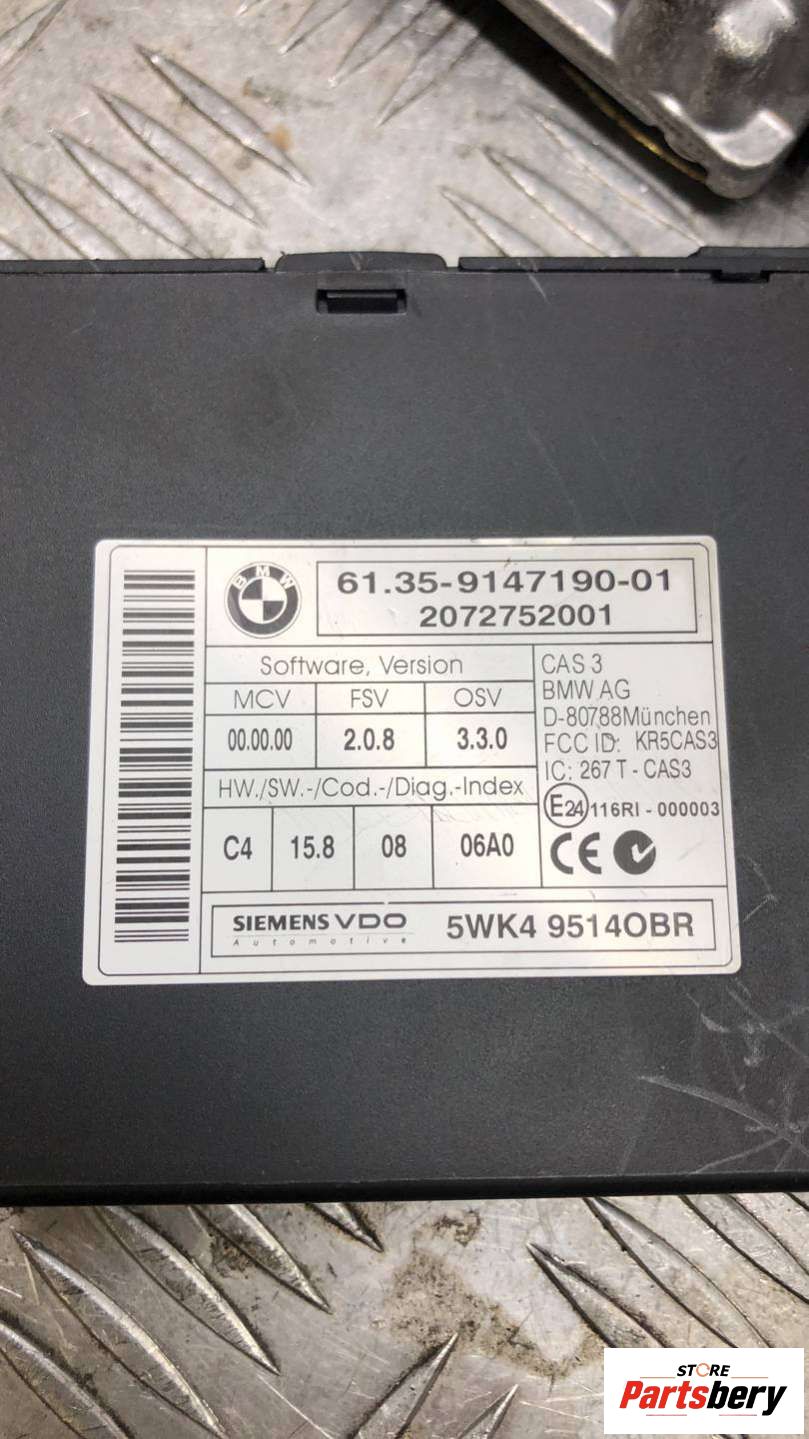 BMW
61.35-9147190-01
2072752001
Software, Version
MCV FSV OSV
00.00.00 2.0.8 3.3.0
HW./SW.-/Cod.-/Diag.-Index
C4 15.8 08 06A0
CAS 3
BMW AG
D-80788München
FCC ID: KR5CAS3
IC: 267 T - CAS3
E24 116RI - 000003
CE
SIEMENS VDO
Automotive
5WK4 9514OBR
STORE
Partsbery